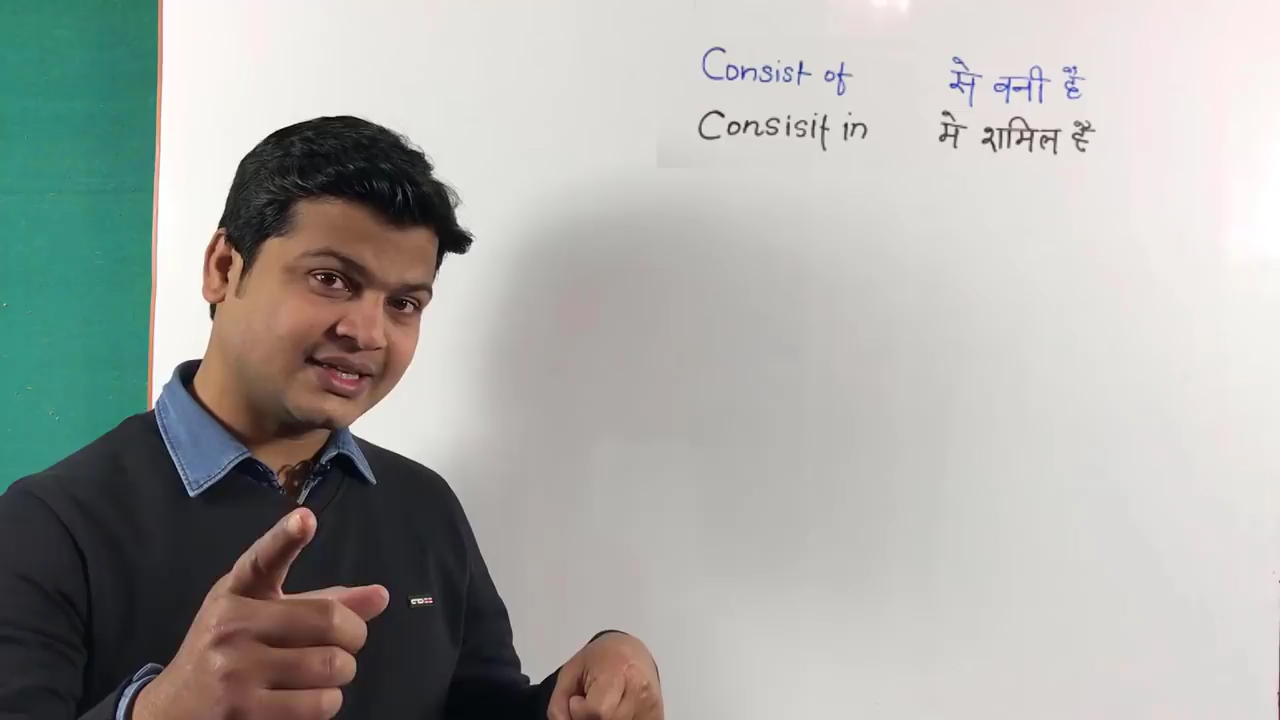 Consist of से बनी है
Consisit in मे शामिल है